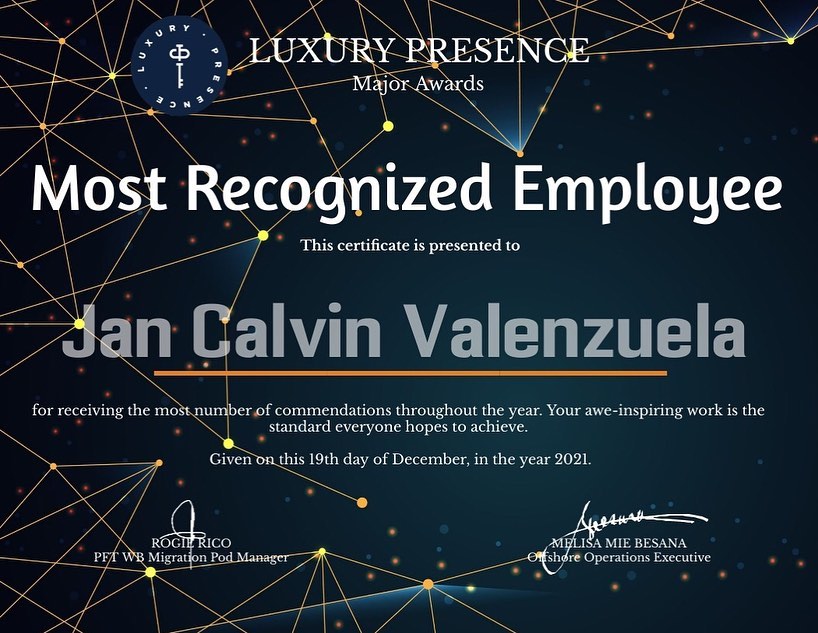 LUXURY · PRESENCE ·
LUXURY PRESENCE
Major Awards
Most Recognized Employee
This certificate is presented to
Jan Calvin Valenzuela
for receiving the most number of commendations throughout the year. Your awe-inspiring work is the
standard everyone hopes to achieve.
Given on this 19th day of December, in the year 2021.
ROGIE RICO
PFT WB Migration Pod Manager
MELISA MIE BESANA
Offshore Operations Executive